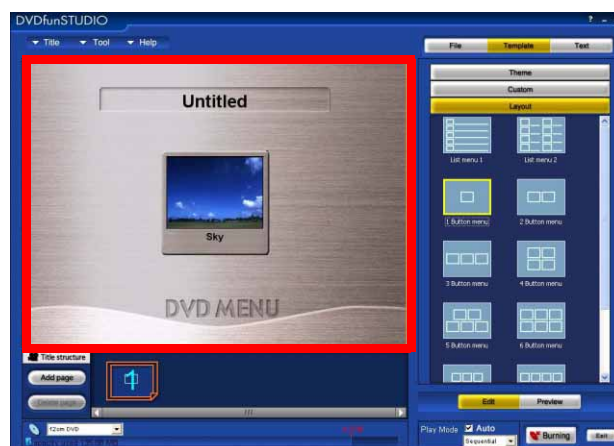 DVDfunSTUDIO
? -
Title Tool Help
File Template Text
Theme
Custom
Layout
Untitled
List menu 1 List menu 2
Sky
1 Button menu 2 Button menu
DVD MENU
3 Button menu 4 Button menu
5 Button menu 6 Button menu
Title structure
Add page
Delete page
Edit Preview
12cm DVD
Play Mode Auto
Sequential
Burning
Exit